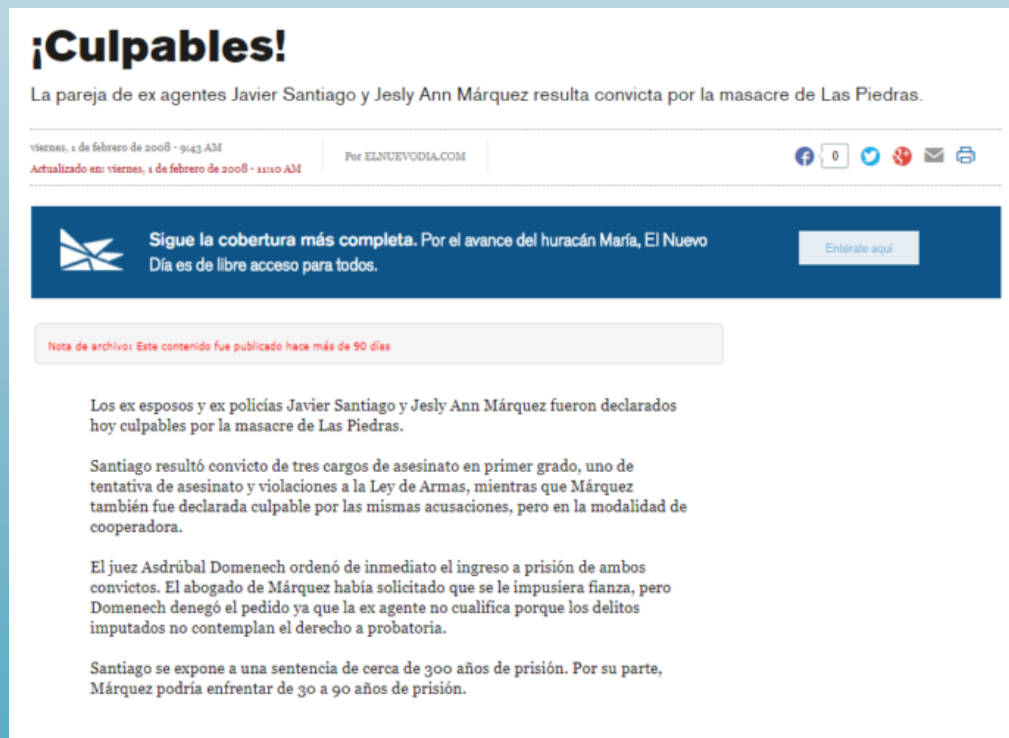 ¡Culpables!
La pareja de ex agentes Javier Santiago y Jesly Ann Márquez resulta convicta por la masacre de Las Piedras.
viernes, 1 de febrero de 2008 - 9:43 AM
Actualizado en: viernes, 1 de febrero de 2008 - 11:10 AM
Por ELNUEVODIA.COM
0
Sigue la cobertura más completa. Por el avance del huracán María, El Nuevo
Día es de libre acceso para todos.
Entérate aquí
Nota de archivo: Este contenido fue publicado hace más de 90 días
Los ex esposos y ex policías Javier Santiago y Jesly Ann Márquez fueron declarados
hoy culpables por la masacre de Las Piedras.
Santiago resultó convicto de tres cargos de asesinato en primer grado, uno de
tentativa de asesinato y violaciones a la Ley de Armas, mientras que Márquez
también fue declarada culpable por las mismas acusaciones, pero en la modalidad de
cooperadora.
El juez Asdrúbal Domenech ordenó de inmediato el ingreso a prisión de ambos
convictos. El abogado de Márquez había solicitado que se le impusiera fianza, pero
Domenech denegó el pedido ya que la ex agente no cualifica porque los delitos
imputados no contemplan el derecho a probatoria.
Santiago se expone a una sentencia de cerca de 300 años de prisión. Por su parte,
Márquez podría enfrentar de 30 a 90 años de prisión.